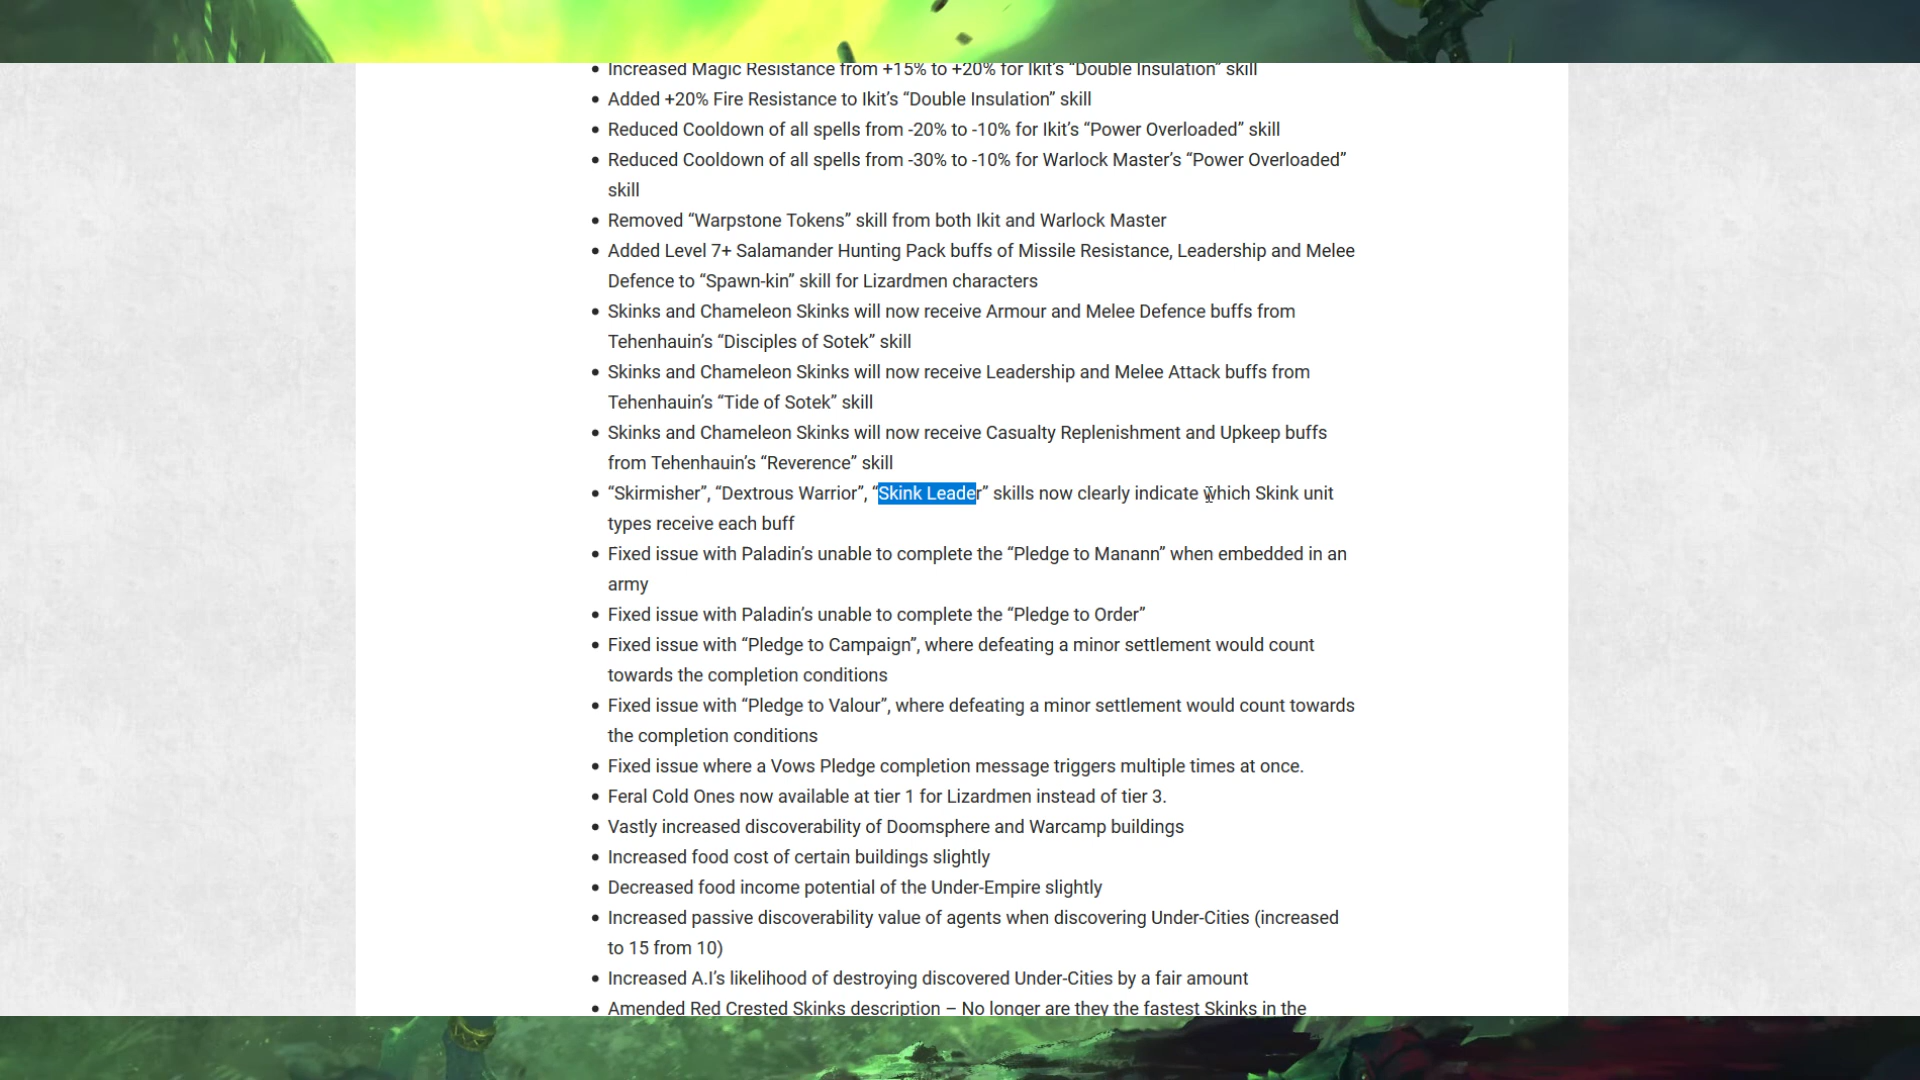 • Increased Magic Resistance from +15% to +20% for Ikit’s “Double Insulation” skill
• Added +20% Fire Resistance to Ikit’s “Double Insulation” skill
• Reduced Cooldown of all spells from -20% to -10% for Ikit’s “Power Overloaded” skill
• Reduced Cooldown of all spells from -30% to -10% for Warlock Master’s “Power Overloaded”
skill
• Removed “Warpstone Tokens” skill from both Ikit and Warlock Master
• Added Level 7+ Salamander Hunting Pack buffs of Missile Resistance, Leadership and Melee
Defence to “Spawn-kin” skill for Lizardmen characters
• Skinks and Chameleon Skinks will now receive Armour and Melee Defence buffs from
Tehenhauin’s “Disciples of Sotek” skill
• Skinks and Chameleon Skinks will now receive Leadership and Melee Attack buffs from
Tehenhauin’s “Tide of Sotek” skill
• Skinks and Chameleon Skinks will now receive Casualty Replenishment and Upkeep buffs
from Tehenhauin’s “Reverence” skill
• “Skirmisher”, “Dextrous Warrior”, “Skink Leader” skills now clearly indicate which Skink unit
types receive each buff
• Fixed issue with Paladin’s unable to complete the “Pledge to Manann” when embedded in an
army
• Fixed issue with Paladin’s unable to complete the “Pledge to Order”
• Fixed issue with “Pledge to Campaign”, where defeating a minor settlement would count
towards the completion conditions
• Fixed issue with “Pledge to Valour”, where defeating a minor settlement would count towards
the completion conditions
• Fixed issue where a Vows Pledge completion message triggers multiple times at once.
• Feral Cold Ones now available at tier 1 for Lizardmen instead of tier 3.
• Vastly increased discoverability of Doomsphere and Warcamp buildings
• Increased food cost of certain buildings slightly
• Decreased food income potential of the Under-Empire slightly
• Increased passive discoverability value of agents when discovering Under-Cities (increased
to 15 from 10)
• Increased A.I’s likelihood of destroying discovered Under-Cities by a fair amount
• Amended Red Crested Skinks description – No longer are they the fastest Skinks in the